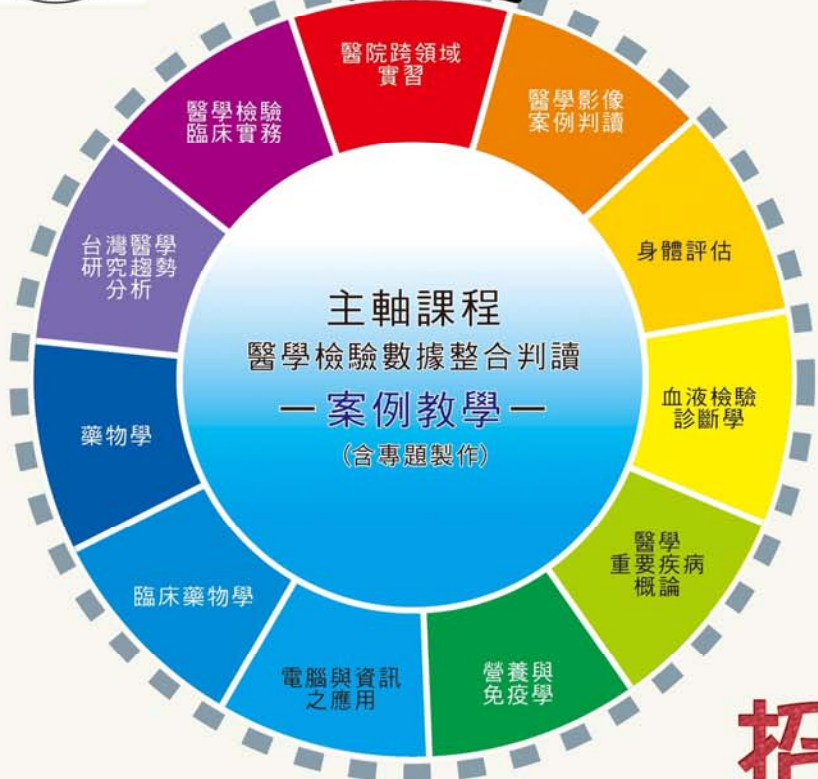 醫院跨領域
實習
醫學影像
案例判讀
身體評估
血液檢驗
診斷學
醫學
重要疾病
概論
營養與
免疫學
電腦與資訊
之應用
臨床藥物學
藥物學
台灣醫學
研究趨勢
分析
醫學檢驗
臨床實務
主軸課程
醫學檢驗數據整合判讀
—案例教學—
(含專題製作)
招